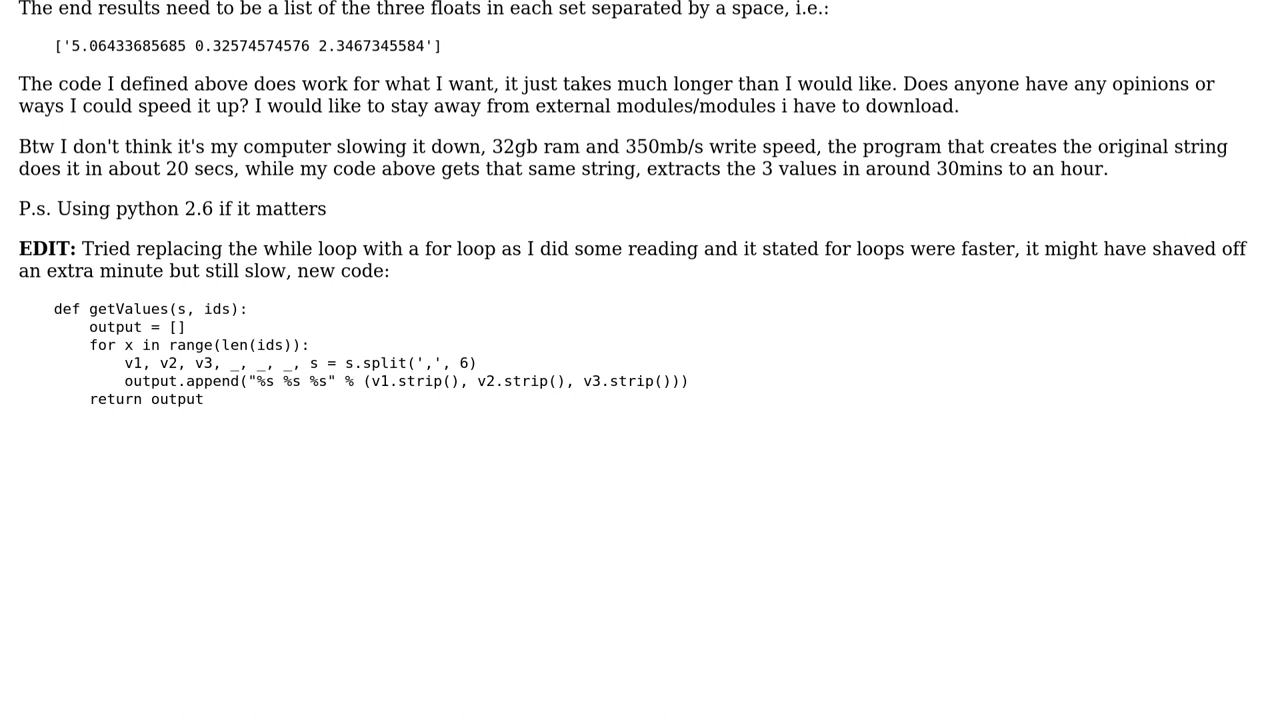 The end results need to be a list of the three floats in each set separated by a space, i.e.:
['5.06433685685 0.32574574576 2.3467345584']
The code I defined above does work for what I want, it just takes much longer than I would like. Does anyone have any opinions or
ways I could speed it up? I would like to stay away from external modules/modules i have to download.
Btw I don't think it's my computer slowing it down, 32gb ram and 350mb/s write speed, the program that creates the original string
does it in about 20 secs, while my code above gets that same string, extracts the 3 values in around 30mins to an hour.
P.s. Using python 2.6 if it matters
EDIT: Tried replacing the while loop with a for loop as I did some reading and it stated for loops were faster, it might have shaved off
an extra minute but still slow, new code:
def getValues(s, ids):
    output = []
    for x in range(len(ids)):
        v1, v2, v3, _, _, _, s = s.split(',', 6)
        output.append("%s %s %s" % (v1.strip(), v2.strip(), v3.strip()))
    return output